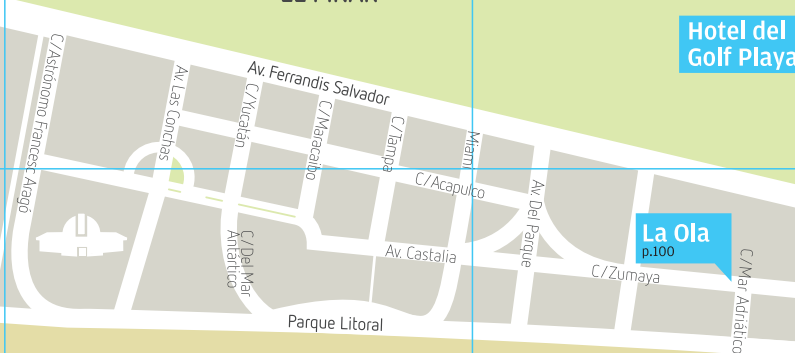 Hotel del
Golf Playa
Av. Ferrandis Salvador
C/Astrónomo Francesc Aragó
Av. Las Conchas
C/Yucatán
C/Maracaibo
C/Tampa
Miami
C/Acapulco
Av. Del Parque
La Ola
p.100
C/Del Mar
Antártico
Av. Castalia
C/Zumaya
C/Mar Adriático
Parque Litoral